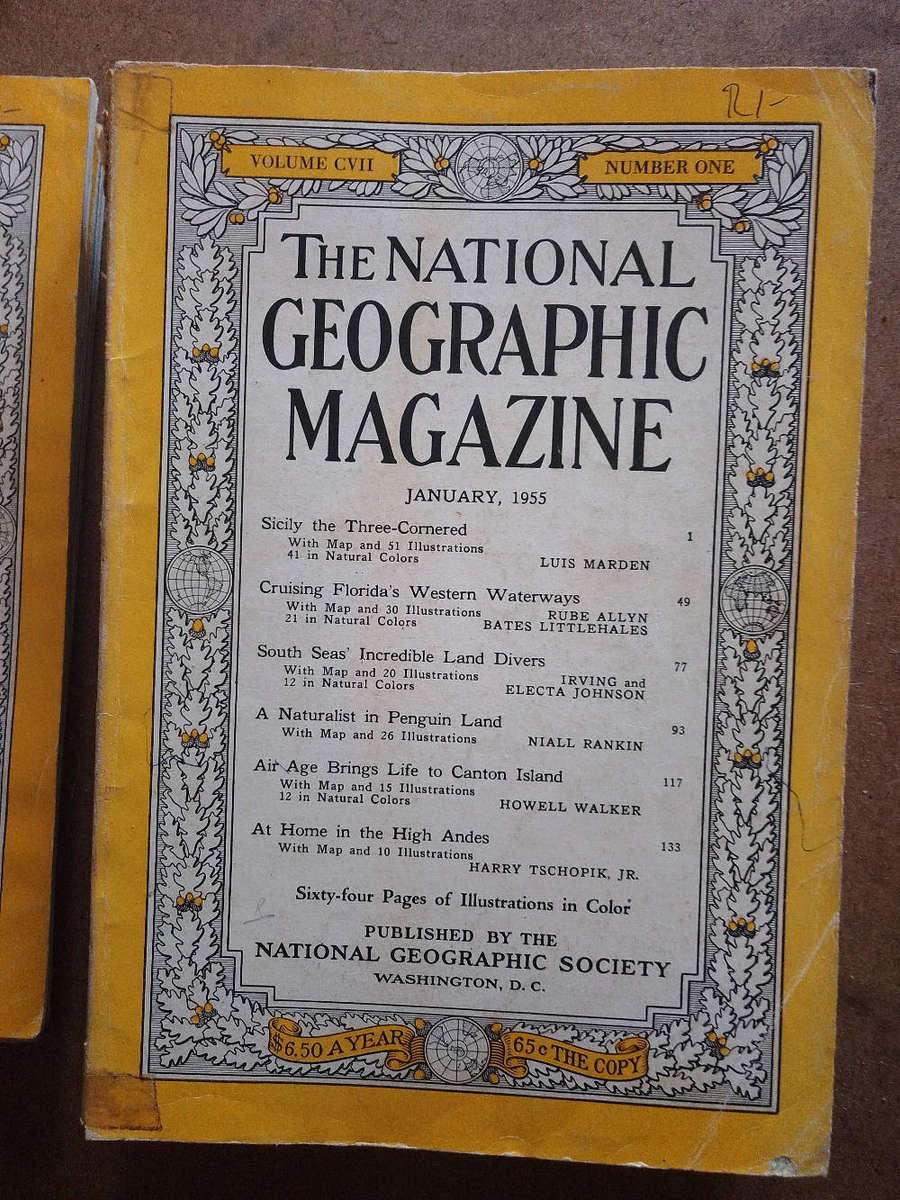 VOLUME CVII
NUMBER ONE
THE NATIONAL
GEOGRAPHIC
MAGAZINE
JANUARY, 1955
Sicily the Three-Cornered 1
With Map and 51 Illustrations
41 in Natural Colors LUIS MARDEN
Cruising Florida's Western Waterways 49
With Map and 30 Illustrations RUBE ALLYN
21 in Natural Colors BATES LITTLEHALES
South Seas' Incredible Land Divers 77
With Map and 20 Illustrations IRVING and
12 in Natural Colors ELECTA JOHNSON
A Naturalist in Penguin Land 93
With Map and 26 Illustrations NIALL RANKIN
Air Age Brings Life to Canton Island 117
With Map and 15 Illustrations
12 in Natural Colors HOWELL WALKER
At Home in the High Andes 133
With Map and 10 Illustrations
HARRY TSCHOPIK, JR.
Sixty-four Pages of Illustrations in Color
PUBLISHED BY THE
NATIONAL GEOGRAPHIC SOCIETY
WASHINGTON, D. C.
$6.50 A YEAR
65c THE COPY